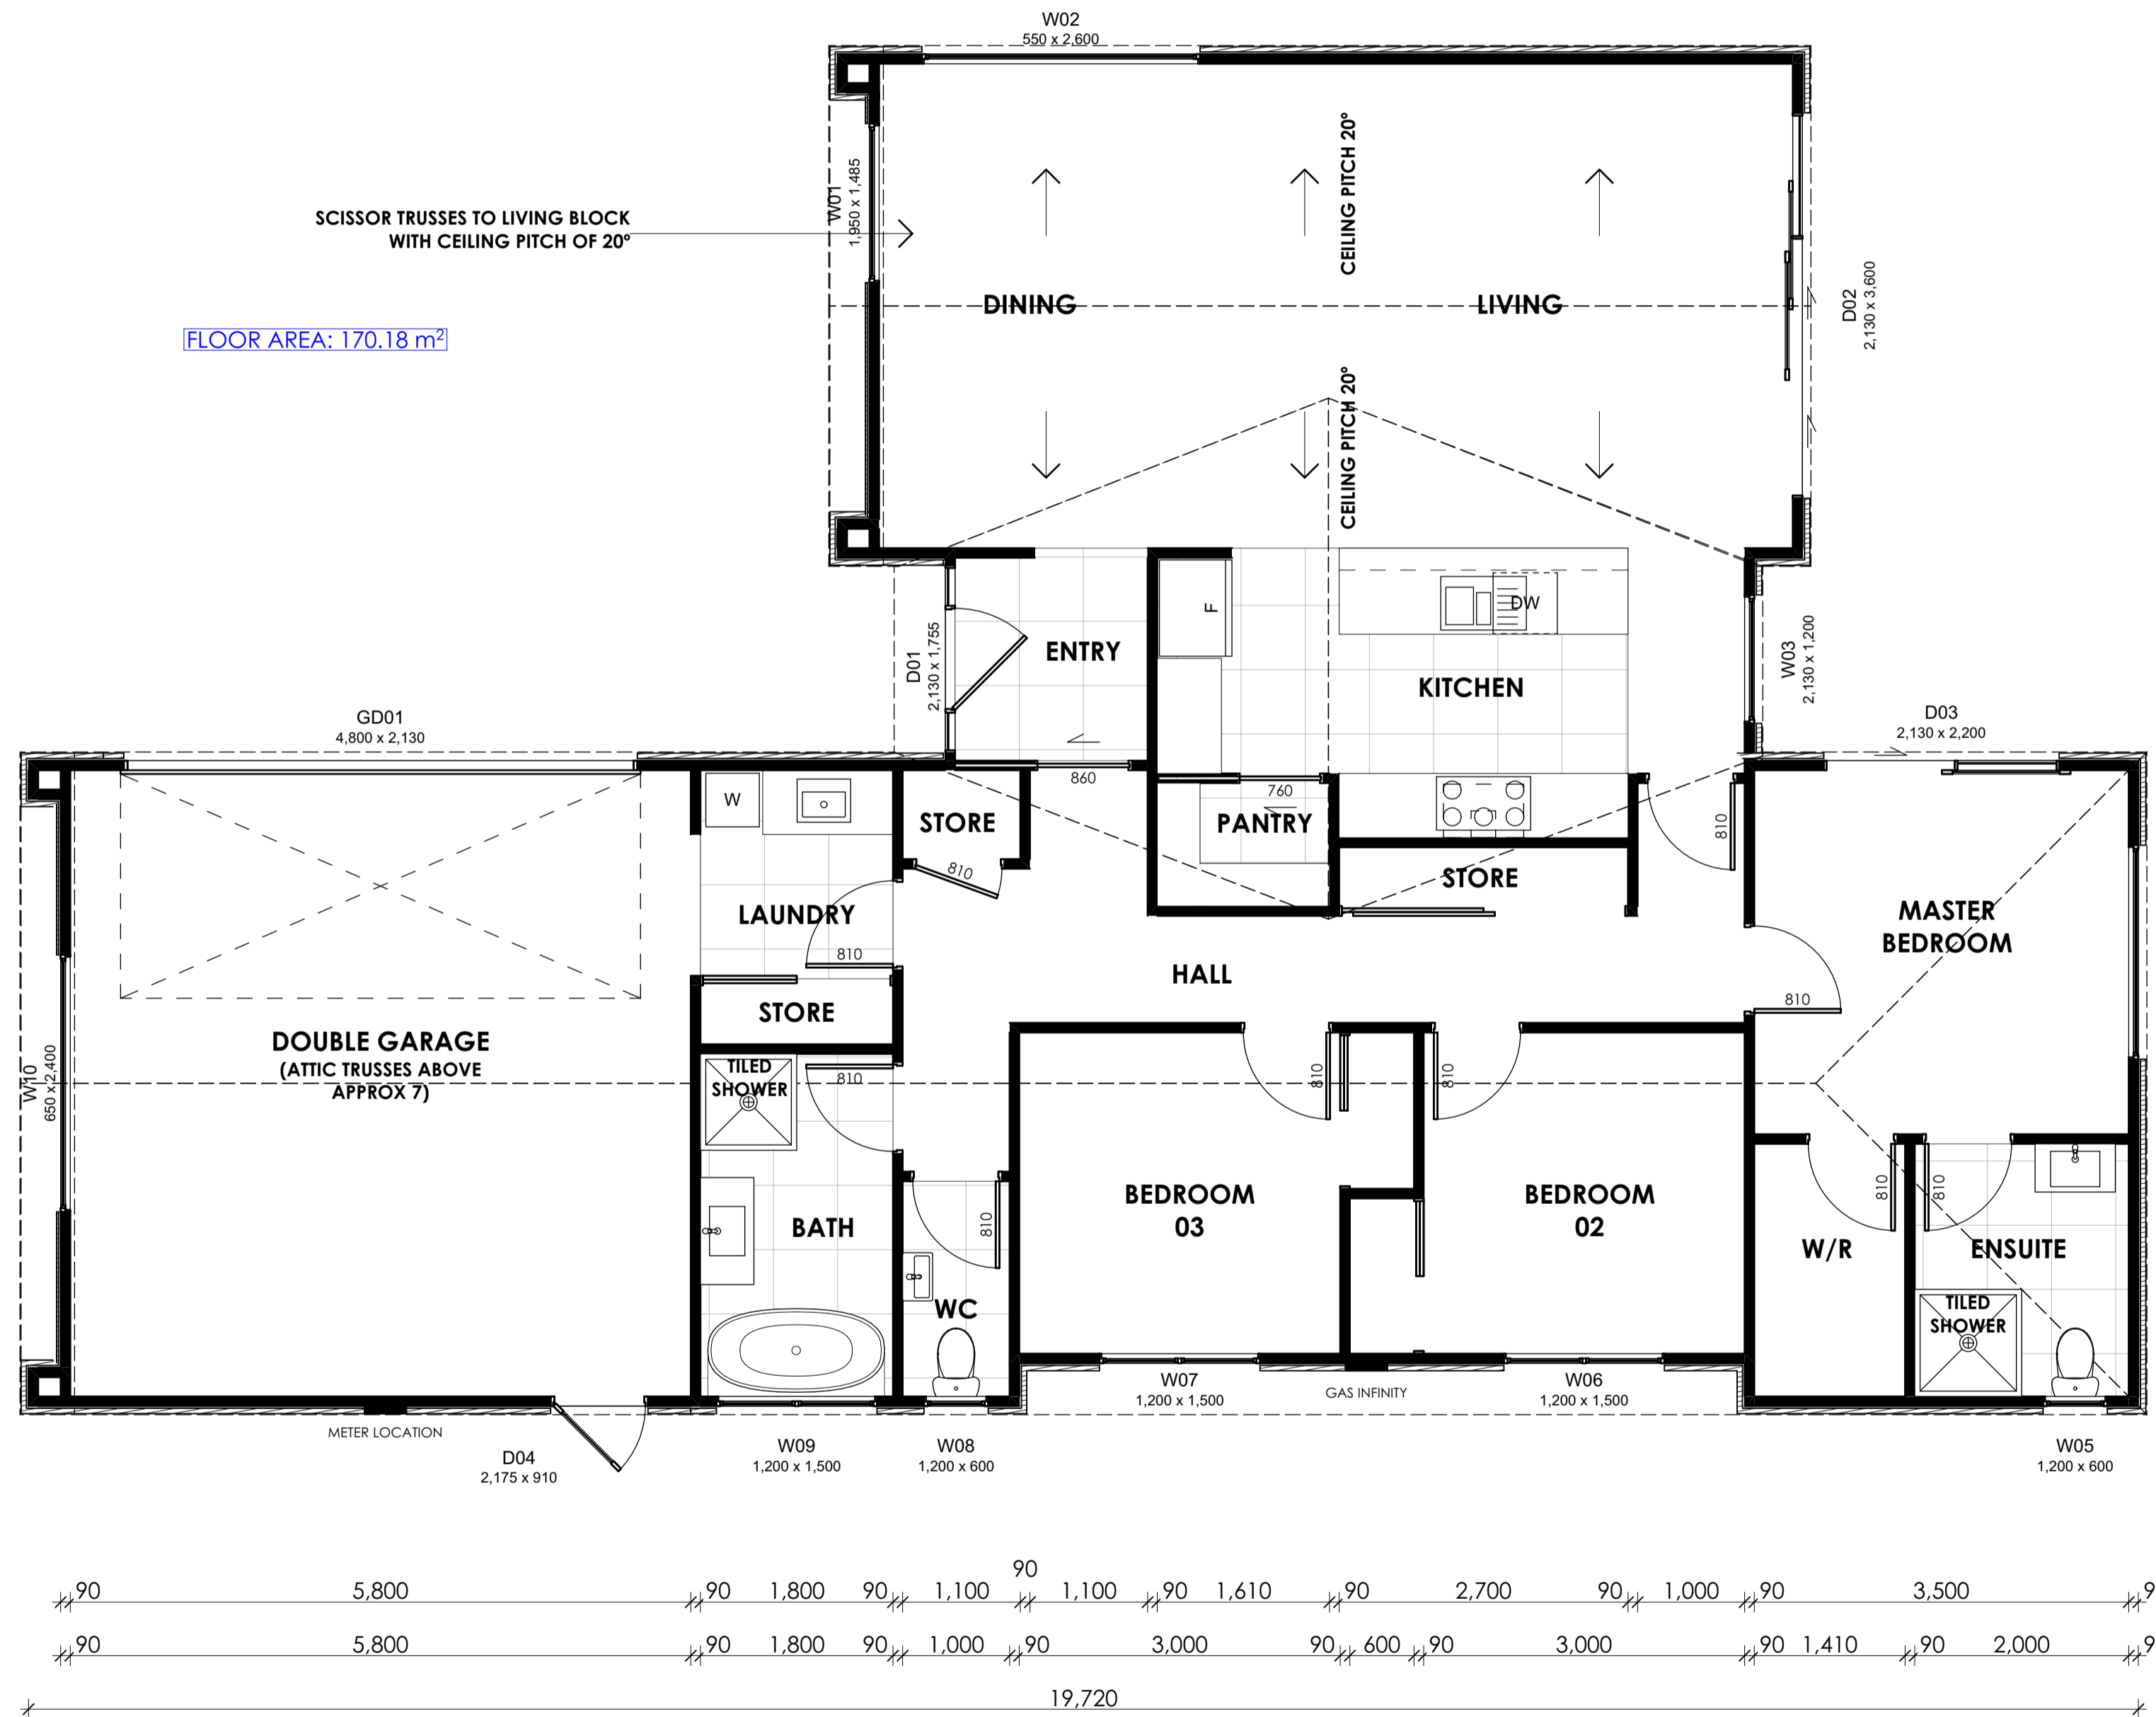 W02
550 x 2,600
SCISSOR TRUSSES TO LIVING BLOCK
WITH CEILING PITCH OF 20°
W01
1,950 x 1,485
CEILING PITCH 20°
DINING
LIVING
D02
2,130 x 3,600
FLOOR AREA: 170.18 m²
CEILING PITCH 20°
F
DW
D01
2,130 x 1,755
ENTRY
KITCHEN
W03
2,130 x 1,200
GD01
4,800 x 2,130
D03
2,130 x 2,200
860
760
W
STORE
PANTRY
810
810
STORE
LAUNDRY
MASTER
BEDROOM
810
HALL
810
STORE
DOUBLE GARAGE
(ATTIC TRUSSES ABOVE
APPROX 7)
W10
650 x 2,400
TILED
SHOWER
810
810
810
BATH
810
WC
BEDROOM
03
BEDROOM
02
810
810
W/R
ENSUITE
TILED
SHOWER
METER LOCATION
D04
2,175 x 910
W09
1,200 x 1,500
W08
1,200 x 600
W07
1,200 x 1,500
GAS INFINITY
W06
1,200 x 1,500
W05
1,200 x 600
90
90 5,800 90 1,800 90 1,100 1,100 90 1,610 90 2,700 90 1,000 90 3,500
90 5,800 90 1,800 90 1,000 90 3,000 90 600 90 3,000 90 1,410 90 2,000
19,720